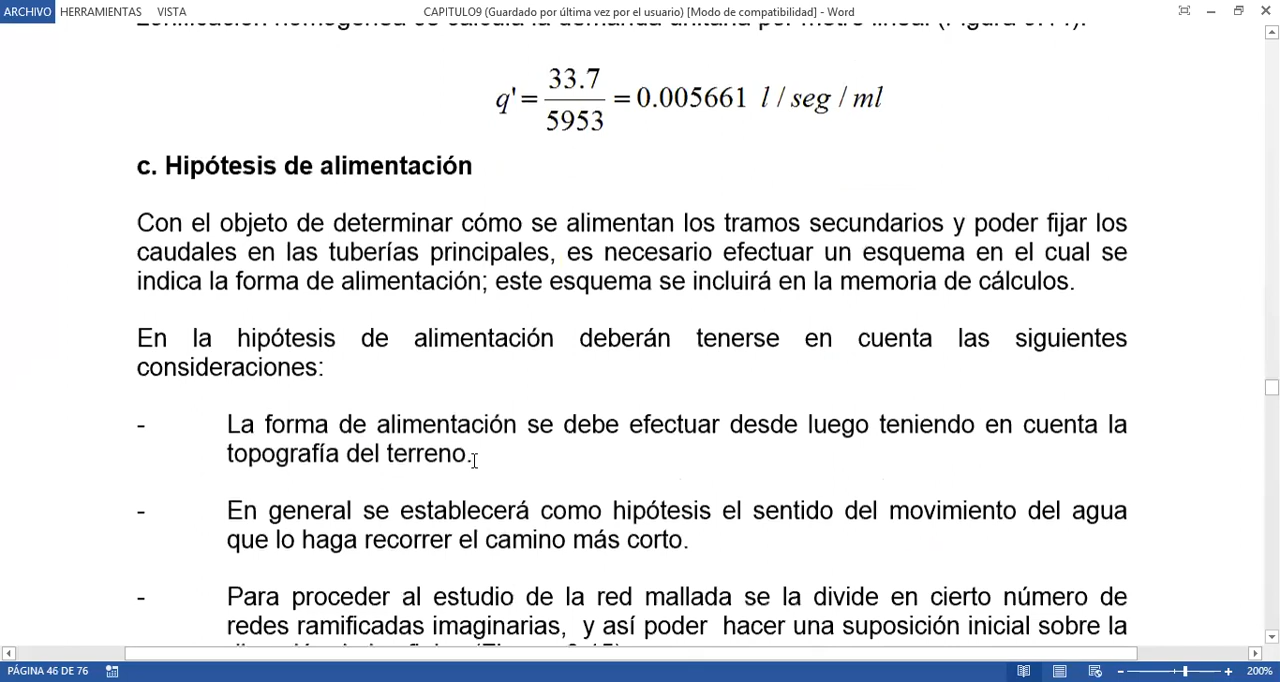 ARCHIVO HERRAMIENTAS VISTA CAPITULO9 (Guardado por última vez por el usuario) [Modo de compatibilidad] - Word
q' = 33.7 / 5953 = 0.005661 l / seg / ml
c. Hipótesis de alimentación
Con el objeto de determinar cómo se alimentan los tramos secundarios y poder fijar los
caudales en las tuberías principales, es necesario efectuar un esquema en el cual se
indica la forma de alimentación; este esquema se incluirá en la memoria de cálculos.
En la hipótesis de alimentación deberán tenerse en cuenta las siguientes
consideraciones:
- La forma de alimentación se debe efectuar desde luego teniendo en cuenta la
topografía del terreno.
- En general se establecerá como hipótesis el sentido del movimiento del agua
que lo haga recorrer el camino más corto.
- Para proceder al estudio de la red mallada se la divide en cierto número de
redes ramificadas imaginarias, y así poder hacer una suposición inicial sobre la
PÁGINA 46 DE 76 200%